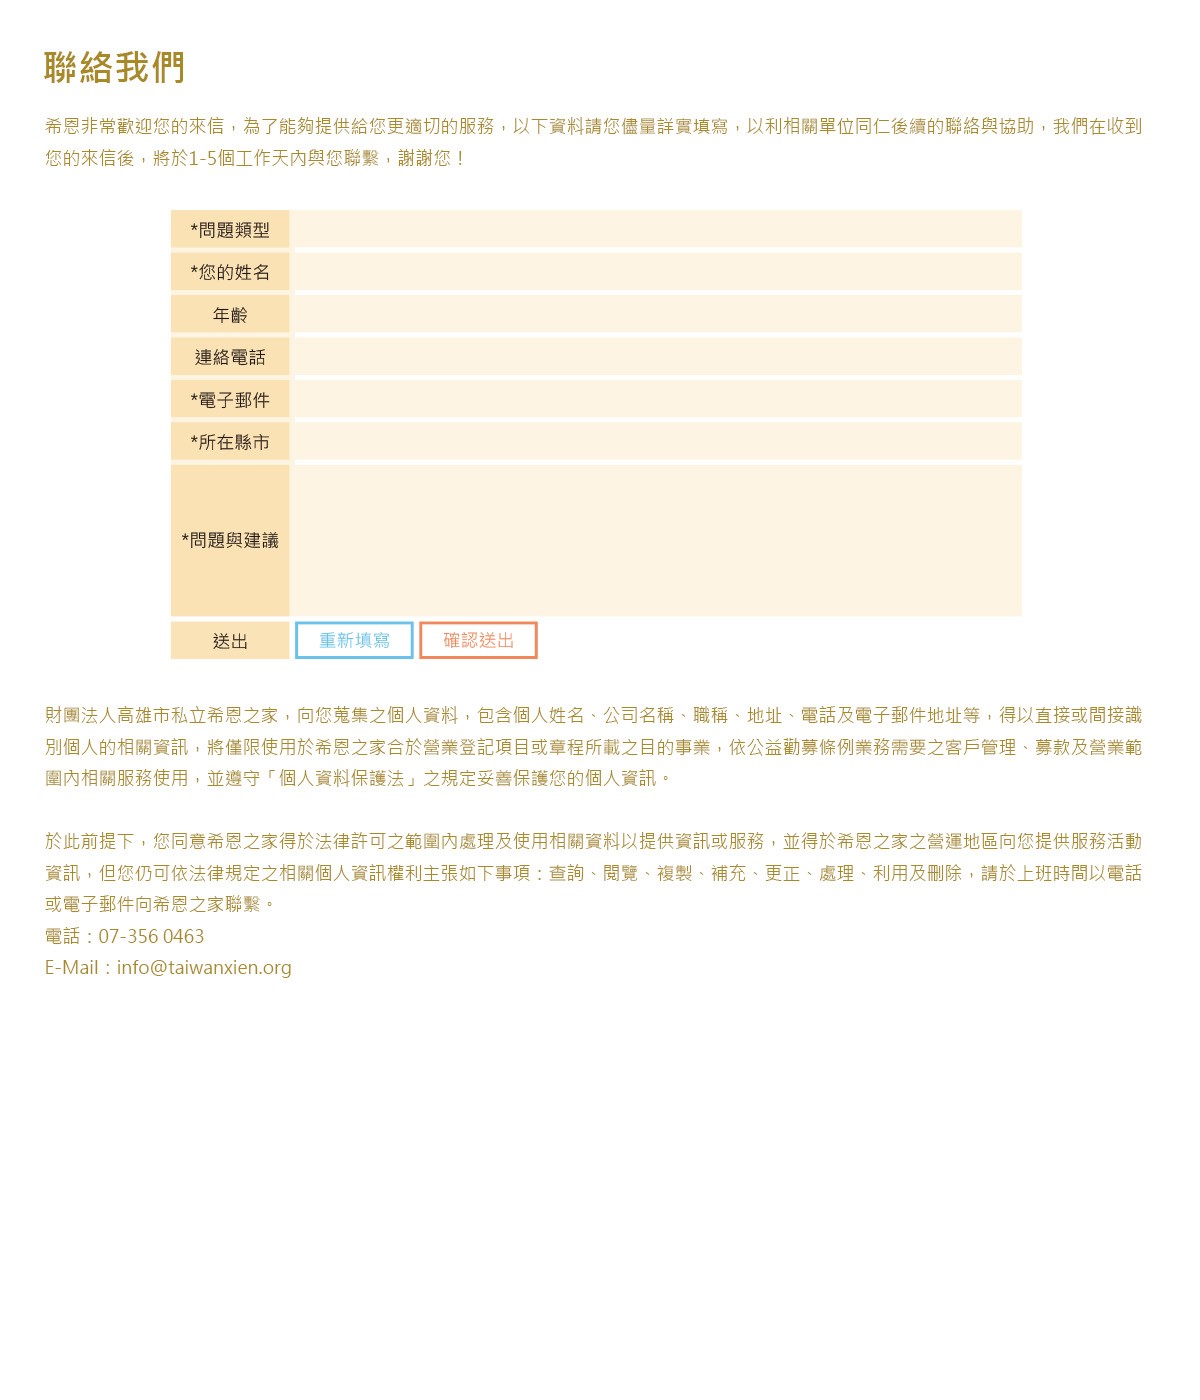 聯絡我們
希恩非常歡迎您的來信，為了能夠提供給您更適切的服務，以下資料請您儘量詳實填寫，以利相關單位同仁後續的聯絡與協助，我們在收到
您的來信後，將於1-5個工作天內與您聯繫，謝謝您！
*問題類型
*您的姓名
年齡
連絡電話
*電子郵件
*所在縣市
*問題與建議
送出 重新填寫 確認送出
財團法人高雄市私立希恩之家，向您蒐集之個人資料，包含個人姓名、公司名稱、職稱、地址、電話及電子郵件地址等，得以直接或間接識
別個人的相關資訊，將僅限使用於希恩之家合於營業登記項目或章程所載之目的事業，依公益勸募條例業務需要之客戶管理、募款及營業範
圍內相關服務使用，並遵守「個人資料保護法」之規定妥善保護您的個人資訊。
於此前提下，您同意希恩之家得於法律許可之範圍內處理及使用相關資料以提供資訊或服務，並得於希恩之家之營運地區向您提供服務活動
資訊，但您仍可依法律規定之相關個人資訊權利主張如下事項：查詢、閱覽、複製、補充、更正、處理、利用及刪除，請於上班時間以電話
或電子郵件向希恩之家聯繫。
電話：07-356 0463
E-Mail：info@taiwanxien.org